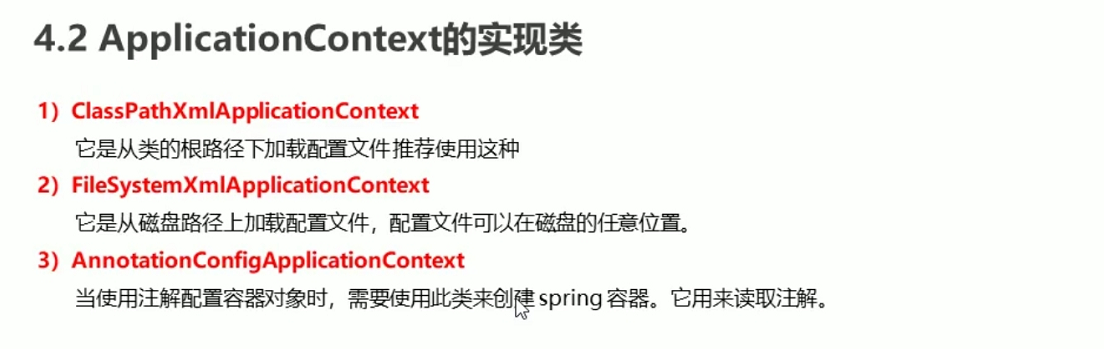 4.2 ApplicationContext的实现类
1）ClassPathXmlApplicationContext
它是从类的根路径下加载配置文件 推荐使用这种
2）FileSystemXmlApplicationContext
它是从磁盘路径上加载配置文件，配置文件可以在磁盘的任意位置。
3）AnnotationConfigApplicationContext
当使用注解配置容器对象时，需要使用此类来创建 spring 容器。它用来读取注解。